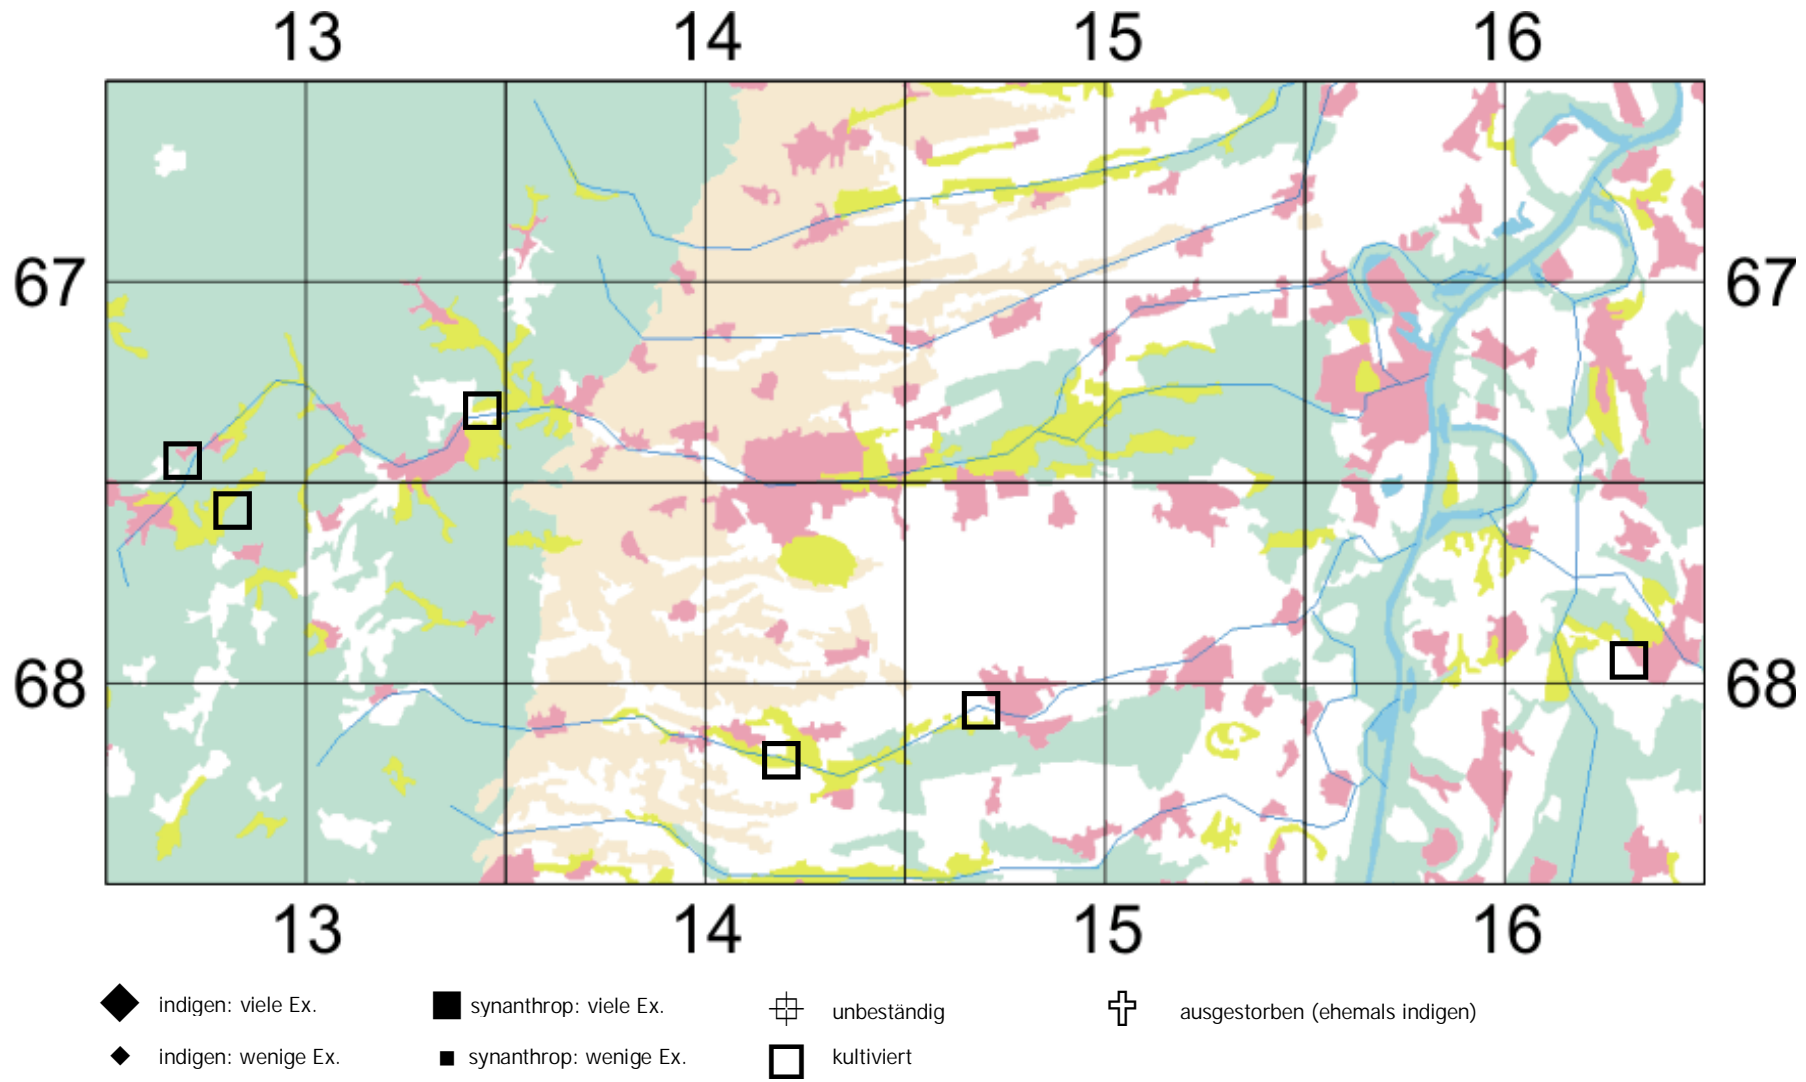 13 14 15 16
67 67
68 68
13 14 15 16
indigen: viele Ex. synanthrop: viele Ex. unbeständig ausgestorben (ehemals indigen)
indigen: wenige Ex. synanthrop: wenige Ex. kultiviert